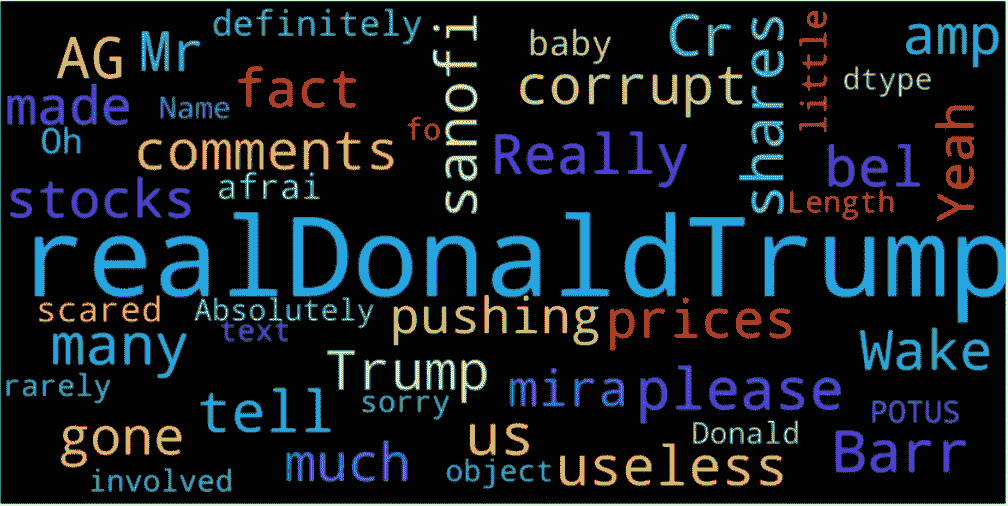 definitely
AG
Mr
sanofi
baby
Cr
shares
little
amp
made
Name
fact
corrupt
dtype
Oh
comments
fo
Really
bel
Yeah
stocks
afrai
Length
realDonaldTrump
scared
Absolutely
pushing
prices
many
text
Wake
rarely
Trump
mira
please
tell
sorry
POTUS
gone
us
Donald
Barr
involved
much
object
useless